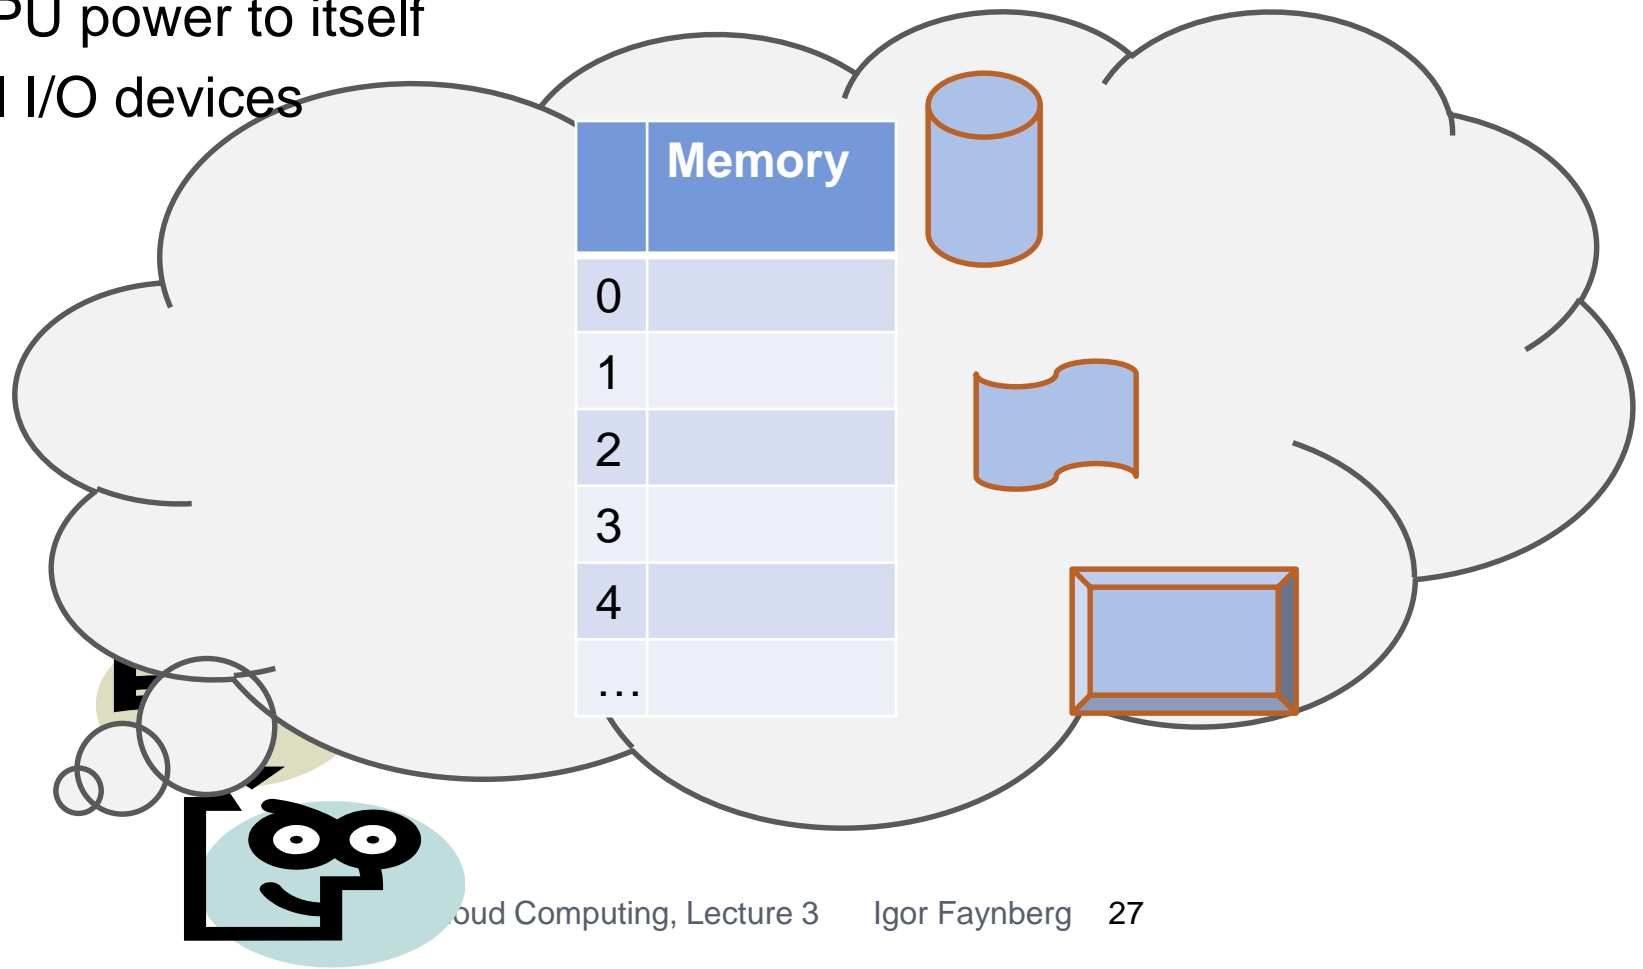 PU power to itself
I/O devices
Memory
0
1
2
3
4
…
oud Computing, Lecture 3 Igor Faynberg 27